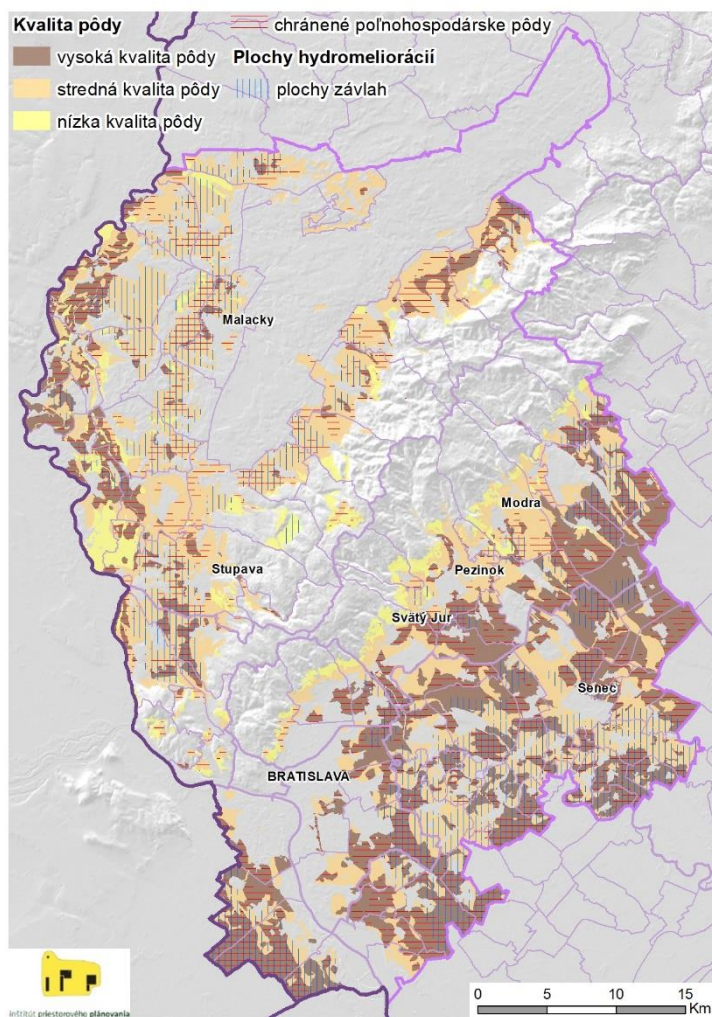 Kvalita pôdy
vysoká kvalita pôdy
stredná kvalita pôdy
nízka kvalita pôdy
chránené poľnohospodárske pôdy
Plochy hydromeliorácií
plochy závlah
Malacky
Modra
Pezinok
Stupava
Svätý Jur
Senec
BRATISLAVA
inštitút priestorového plánovania
0 5 10 15
Km